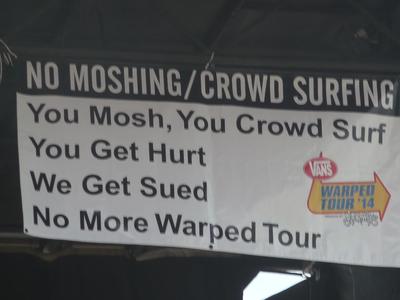 NO MOSHING/CROWD SURFING
You Mosh, You Crowd Surf
You Get Hurt
We Get Sued
No More Warped Tour
VANS
WARPED
TOUR '14